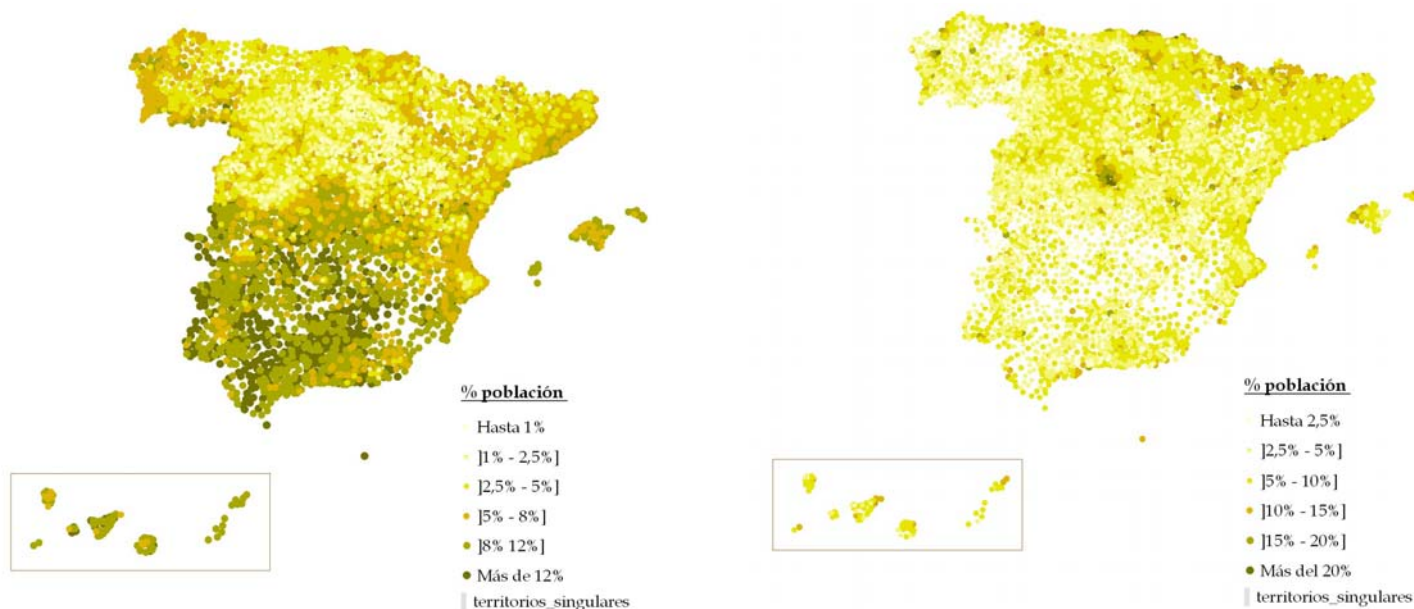 % población
Hasta 1%
]1% - 2,5%]
]2,5% - 5%]
]5% - 8%]
]8% 12%]
Más de 12%
territorios_singulares
% población
Hasta 2,5%
]2,5% - 5%]
]5% - 10%]
]10% - 15%]
]15% - 20%]
Más del 20%
territorios_singulares